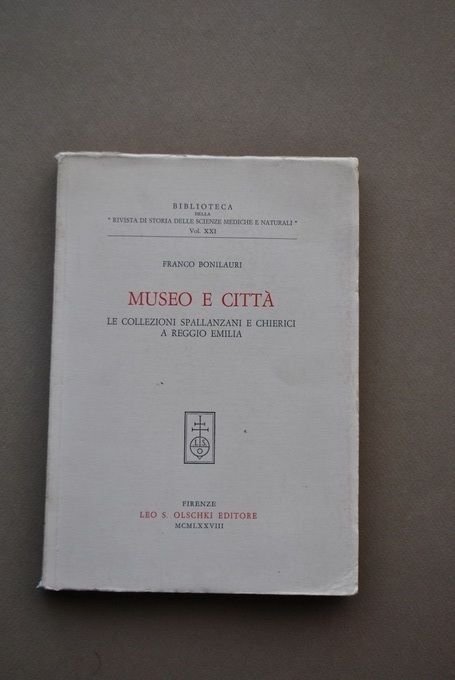 BIBLIOTECA
DELLA
"RIVISTA DI STORIA DELLE SCIENZE MEDICHE E NATURALI"
Vol. XXI
FRANCO BONILAURI
MUSEO E CITTÀ
LE COLLEZIONI SPALLANZANI E CHIERICI
A REGGIO EMILIA
L S
O
FIRENZE
LEO S. OLSCHKI EDITORE
MCMLXXVIII